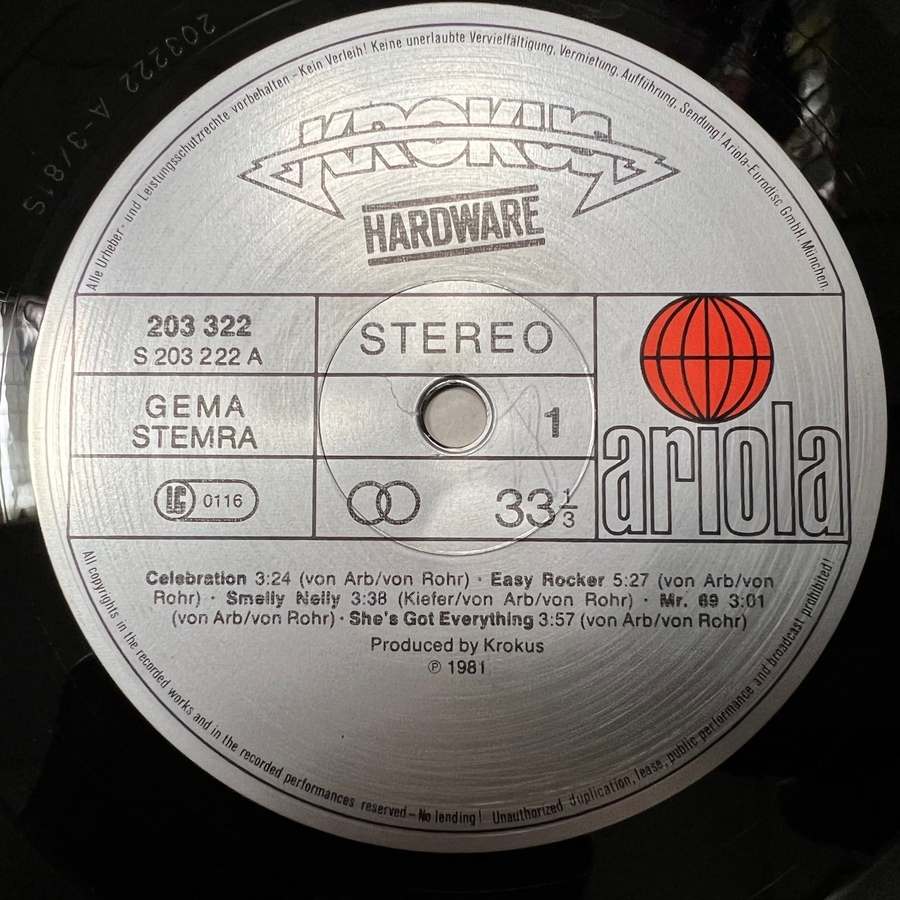 203222 A-3/81 S
Alle Urheber- und Leistungsschutzrechte vorbehalten - Kein Verleih! Keine unerlaubte Vervielfältigung, Vermietung, Aufführung, Sendung! Ariola-Eurodisc GmbH, München.
KROKUS
HARDWARE
203 322
S 203 222 A
STEREO
GEMA
STEMRA
1
LC 0116
33 1/3
ariola
Celebration 3:24 (von Arb/von Rohr) · Easy Rocker 5:27 (von Arb/von
Rohr) · Smelly Nelly 3:38 (Kiefer/von Arb/von Rohr) · Mr. 69 3:01
(von Arb/von Rohr) · She's Got Everything 3:57 (von Arb/von Rohr)
Produced by Krokus
℗ 1981
All copyrights in the recorded works and in the recorded performances reserved – No lending! Unauthorized duplication, lease, public performance and broadcast prohibited!